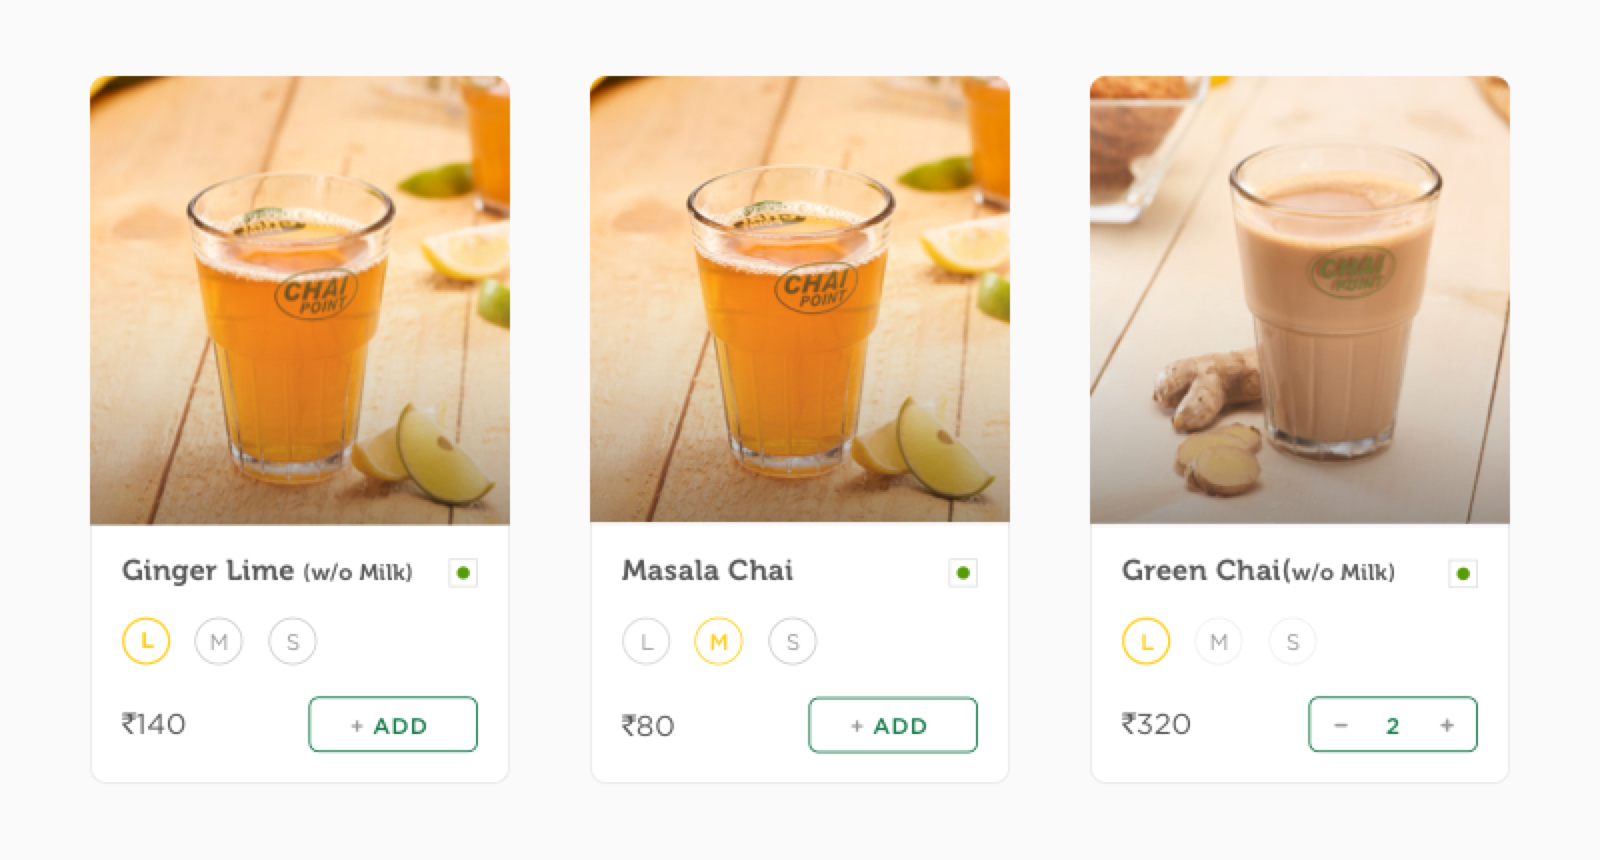 CHAI
POINT
CHAI
POINT
CHAI
POINT
Ginger Lime (w/o Milk)
L M S
₹140 + ADD
Masala Chai
L M S
₹80 + ADD
Green Chai(w/o Milk)
L M S
₹320 − 2 +